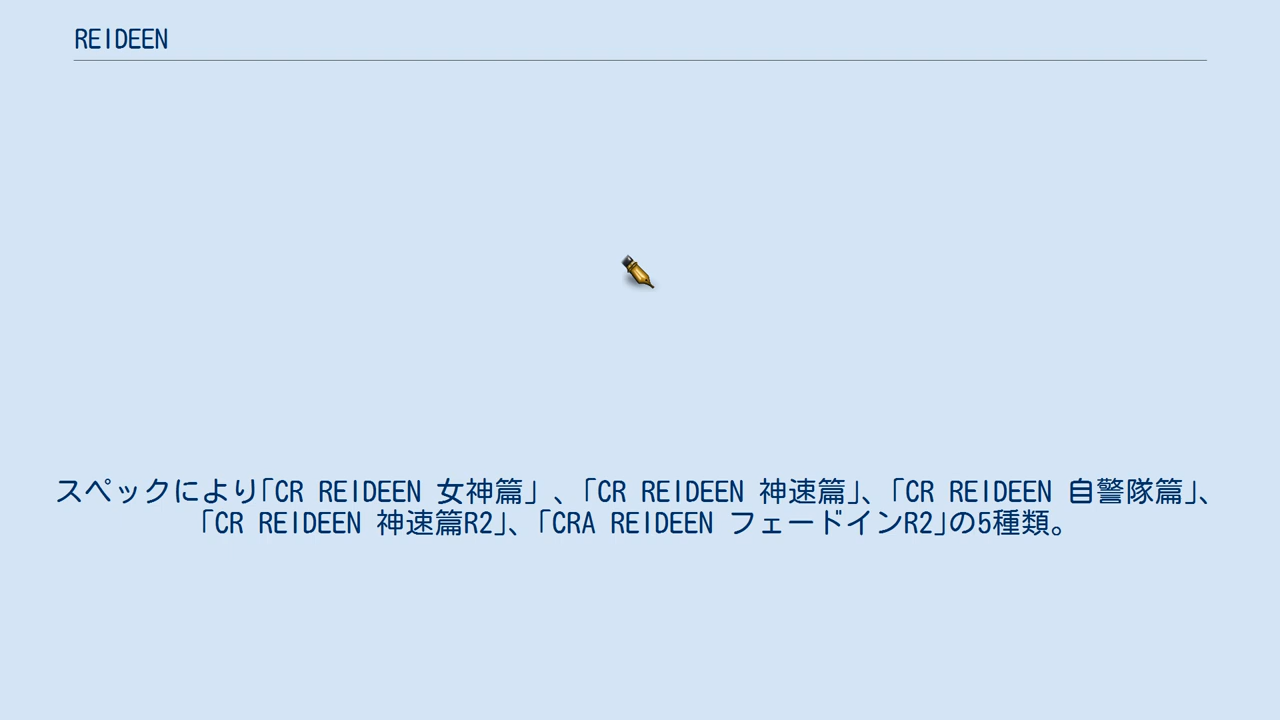 REIDEEN
スペックにより｢CR REIDEEN 女神篇」、｢CR REIDEEN 神速篇｣、｢CR REIDEEN 自警隊篇｣、
｢CR REIDEEN 神速篇R2｣、｢CRA REIDEEN フェードインR2｣の5種類。